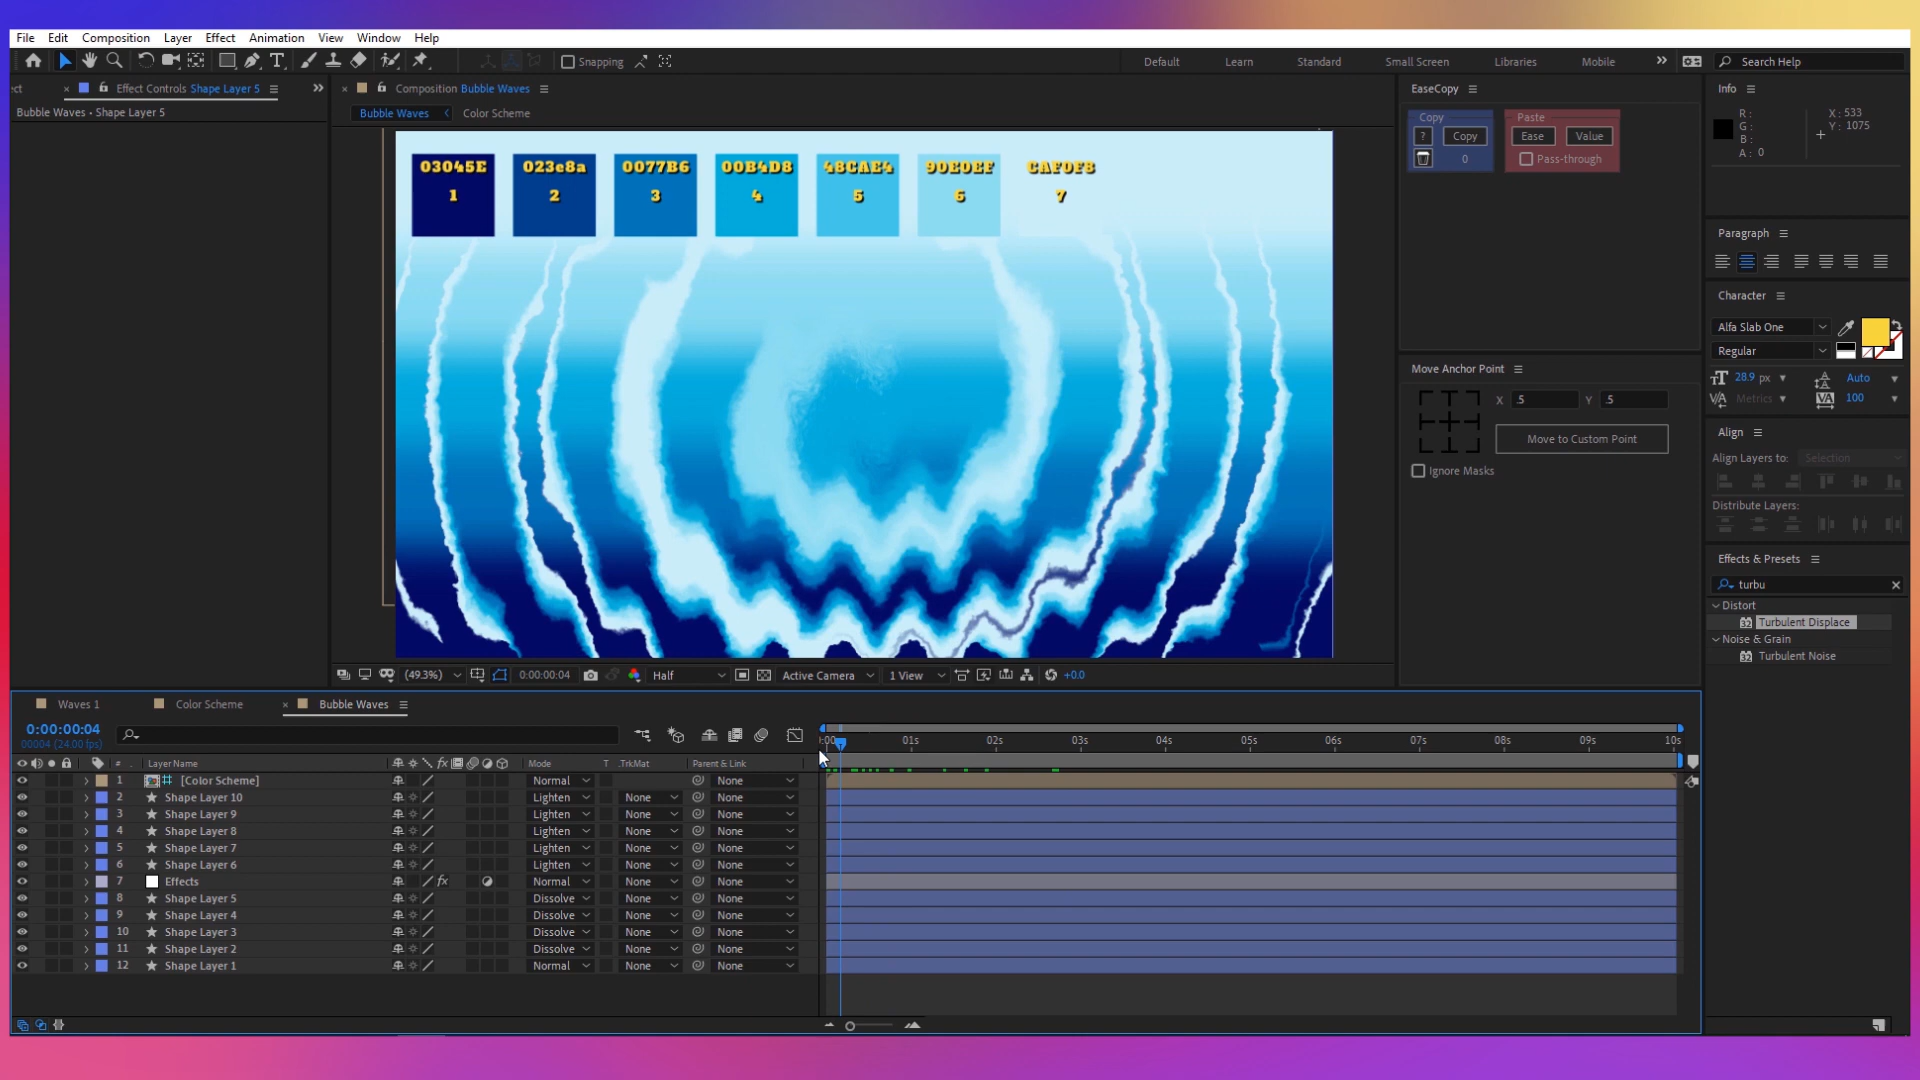 File Edit Composition Layer Effect Animation View Window Help
Snapping Default Learn Standard Small Screen Libraries Mobile Search Help
ct Effect Controls Shape Layer 5
Bubble Waves • Shape Layer 5
Composition Bubble Waves
Bubble Waves Color Scheme
03045E 023e8a 0077B6 00B4D8 48CAE4 90E0EF CAF0F8
1 2 3 4 5 6 7
(49.3%) 0:00:00:04 Half Active Camera 1 View +0.0
EaseCopy
Copy Paste
? Copy Ease Value
0 Pass-through
Move Anchor Point
X .5 Y .5
Move to Custom Point
Ignore Masks
Info
R: X: 533
G: Y: 1075
B:
A: 0
Paragraph
Character
Alfa Slab One
Regular
28.9 px Auto
Metrics 100
Align
Align Layers to: Selection
Distribute Layers:
Effects & Presets
turbu
Distort
Turbulent Displace
Noise & Grain
Turbulent Noise
Waves 1 Color Scheme Bubble Waves
0:00:00:04
00004 (24.00 fps)
:00 01s 02s 03s 04s 05s 06s 07s 08s 09s 10s
# Layer Name fx Mode T .TrkMat Parent & Link
1 [Color Scheme] Normal None
2 Shape Layer 10 Lighten None None
3 Shape Layer 9 Lighten None None
4 Shape Layer 8 Lighten None None
5 Shape Layer 7 Lighten None None
6 Shape Layer 6 Lighten None None
7 Effects fx Normal None None
8 Shape Layer 5 Dissolve None None
9 Shape Layer 4 Dissolve None None
10 Shape Layer 3 Dissolve None None
11 Shape Layer 2 Dissolve None None
12 Shape Layer 1 Normal None None